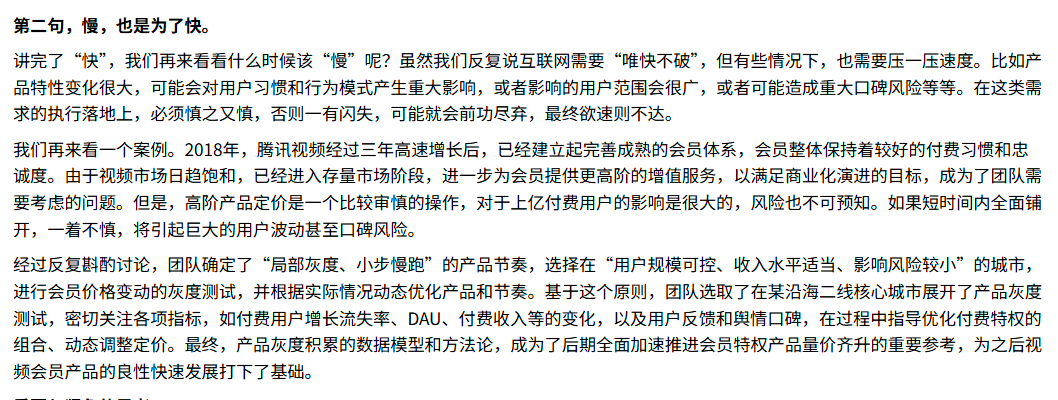 第二句，慢，也是为了快。
讲完了“快”，我们再来看看什么时候该“慢”呢？虽然我们反复说互联网需要“唯快不破”，但有些情况下，也需要压一压速度。比如产
品特性变化很大，可能会对用户习惯和行为模式产生重大影响，或者影响的用户范围会很广，或者可能造成重大口碑风险等等。在这类需
求的执行落地上，必须慎之又慎，否则一有闪失，可能就会前功尽弃，最终欲速则不达。
我们再来看一个案例。2018年，腾讯视频经过三年高速增长后，已经建立起完善成熟的会员体系，会员整体保持着较好的付费习惯和忠
诚度。由于视频市场日趋饱和，已经进入存量市场阶段，进一步为会员提供更高阶的增值服务，以满足商业化演进的目标，成为了团队需
要考虑的问题。但是，高阶产品定价是一个比较审慎的操作，对于上亿付费用户的影响是很大的，风险也不可预知。如果短时间内全面铺
开，一着不慎，将引起巨大的用户波动甚至口碑风险。
经过反复斟酌讨论，团队确定了“局部灰度、小步慢跑”的产品节奏，选择在“用户规模可控、收入水平适当、影响风险较小”的城市，
进行会员价格变动的灰度测试，并根据实际情况动态优化产品和节奏。基于这个原则，团队选取了在某沿海二线核心城市展开了产品灰度
测试，密切关注各项指标，如付费用户增长流失率、DAU、付费收入等的变化，以及用户反馈和舆情口碑，在过程中指导优化付费特权的
组合、动态调整定价。最终，产品灰度积累的数据模型和方法论，成为了后期全面加速推进会员特权产品量价齐升的重要参考，为之后视
频会员产品的良性快速发展打下了基础。